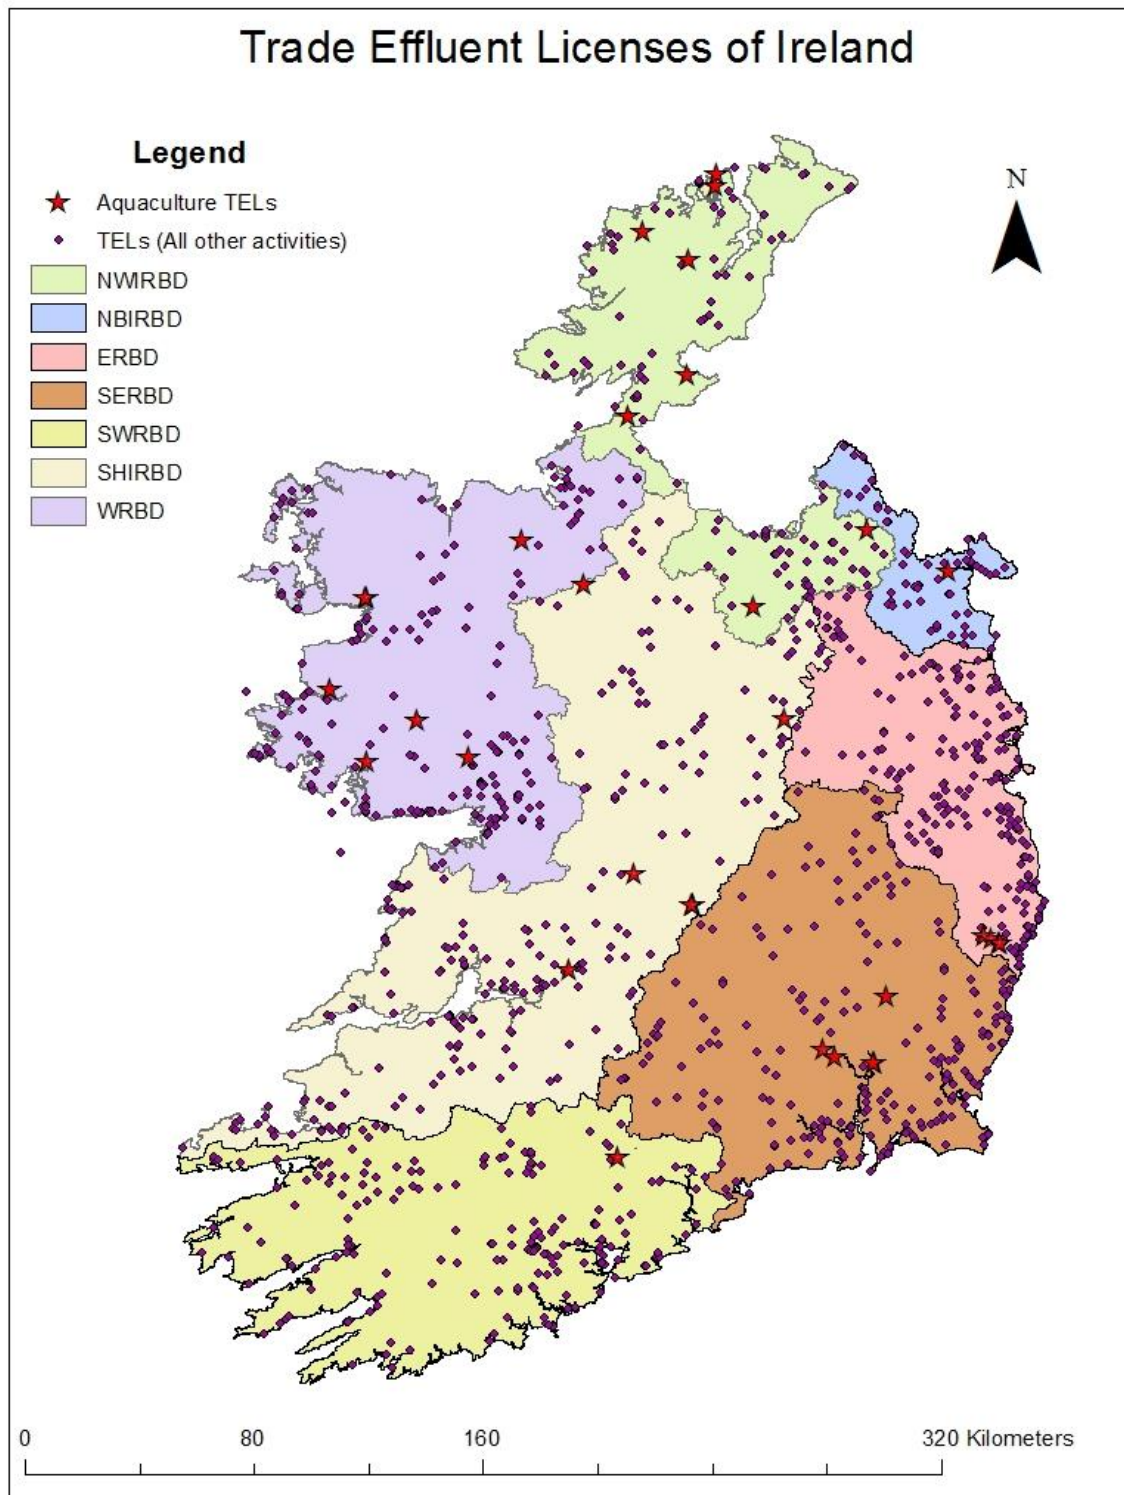 Trade Effluent Licenses of Ireland
Legend
Aquaculture TELs
TELs (All other activities)
NWIRBD
NBIRBD
ERBD
SERBD
SWRBD
SHIRBD
WRBD
N
0 80 160 320 Kilometers